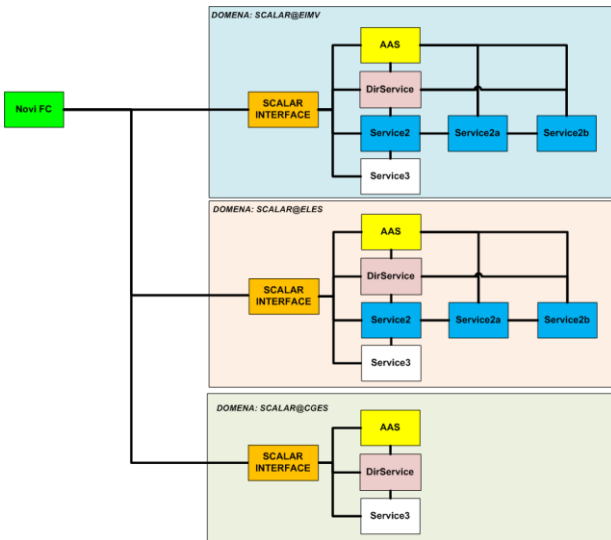 DOMENA: SCALAR@EIMV
AAS
DirService
Novi FC
SCALAR
INTERFACE
Service2
Service2a
Service2b
Service3
DOMENA: SCALAR@ELES
AAS
DirService
SCALAR
INTERFACE
Service2
Service2a
Service2b
Service3
DOMENA: SCALAR@CGES
AAS
SCALAR
INTERFACE
DirService
Service3